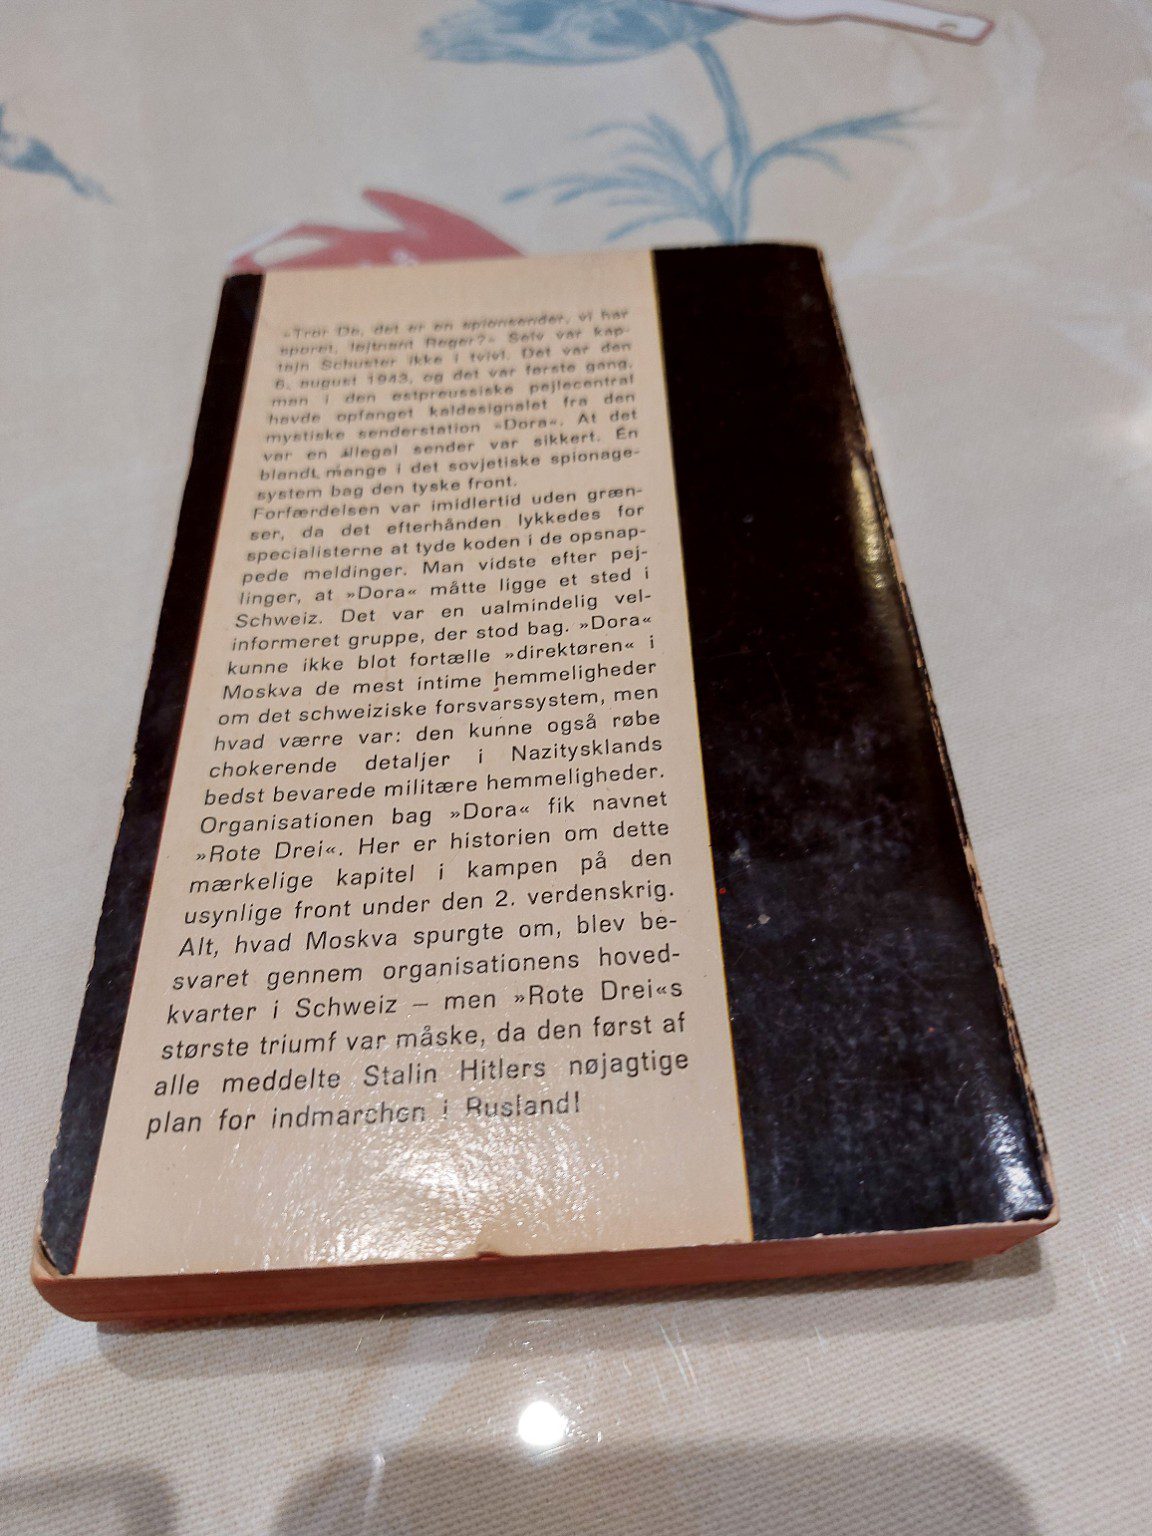 »Tror De, det er en spionsender, vi har
sporet, løjtnant Reger?« Selv var kap-
tajn Schuster ikke i tvivl. Det var den
6. august 1943, og det var første gang,
man i den østpreussiske pejlecentral
havde opfanget kaldesignalet fra den
mystiske senderstation »Dora«. At det
var en illegal sender var sikkert. En
blandt mange i det sovjetiske spionage-
system bag den tyske front.
Forfærdelsen var imidlertid uden græn-
ser, da det efterhånden lykkedes for
specialisterne at tyde koden i de opsnap-
pede meldinger. Man vidste efter pej-
linger, at »Dora« måtte ligge et sted i
Schweiz. Det var en ualmindelig vel-
informeret gruppe, der stod bag. »Dora«
kunne ikke blot fortælle »direktøren« i
Moskva de mest intime hemmeligheder
om det schweiziske forsvarssystem, men
hvad værre var: den kunne også røbe
chokerende detaljer i Nazitysklands
bedst bevarede militære hemmeligheder.
Organisationen bag »Dora« fik navnet
»Rote Drei«. Her er historien om dette
mærkelige kapitel i kampen på den
usynlige front under den 2. verdenskrig.
Alt, hvad Moskva spurgte om, blev be-
svaret gennem organisationens hoved-
kvarter i Schweiz – men »Rote Drei«s
største triumf var måske, da den først af
alle meddelte Stalin Hitlers nøjagtige
plan for indmarchen i Rusland!